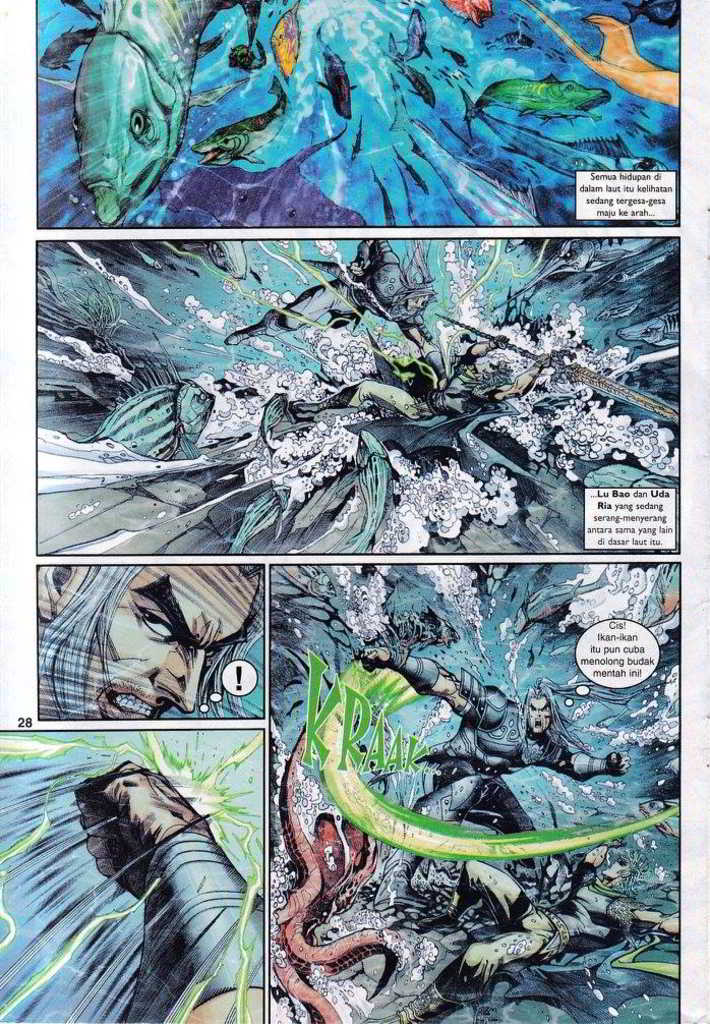 Semua hidupan di
dalam laut itu kelihatan
sedang tergesa-gesa
maju ke arah...
...Lu Bao dan Uda
Ria yang sedang
serang-menyerang
antara sama yang lain
di dasar laut itu.
!
Cis!
Ikan-ikan
itu pun cuba
menolong budak
mentah ini!
KRAAK...
28